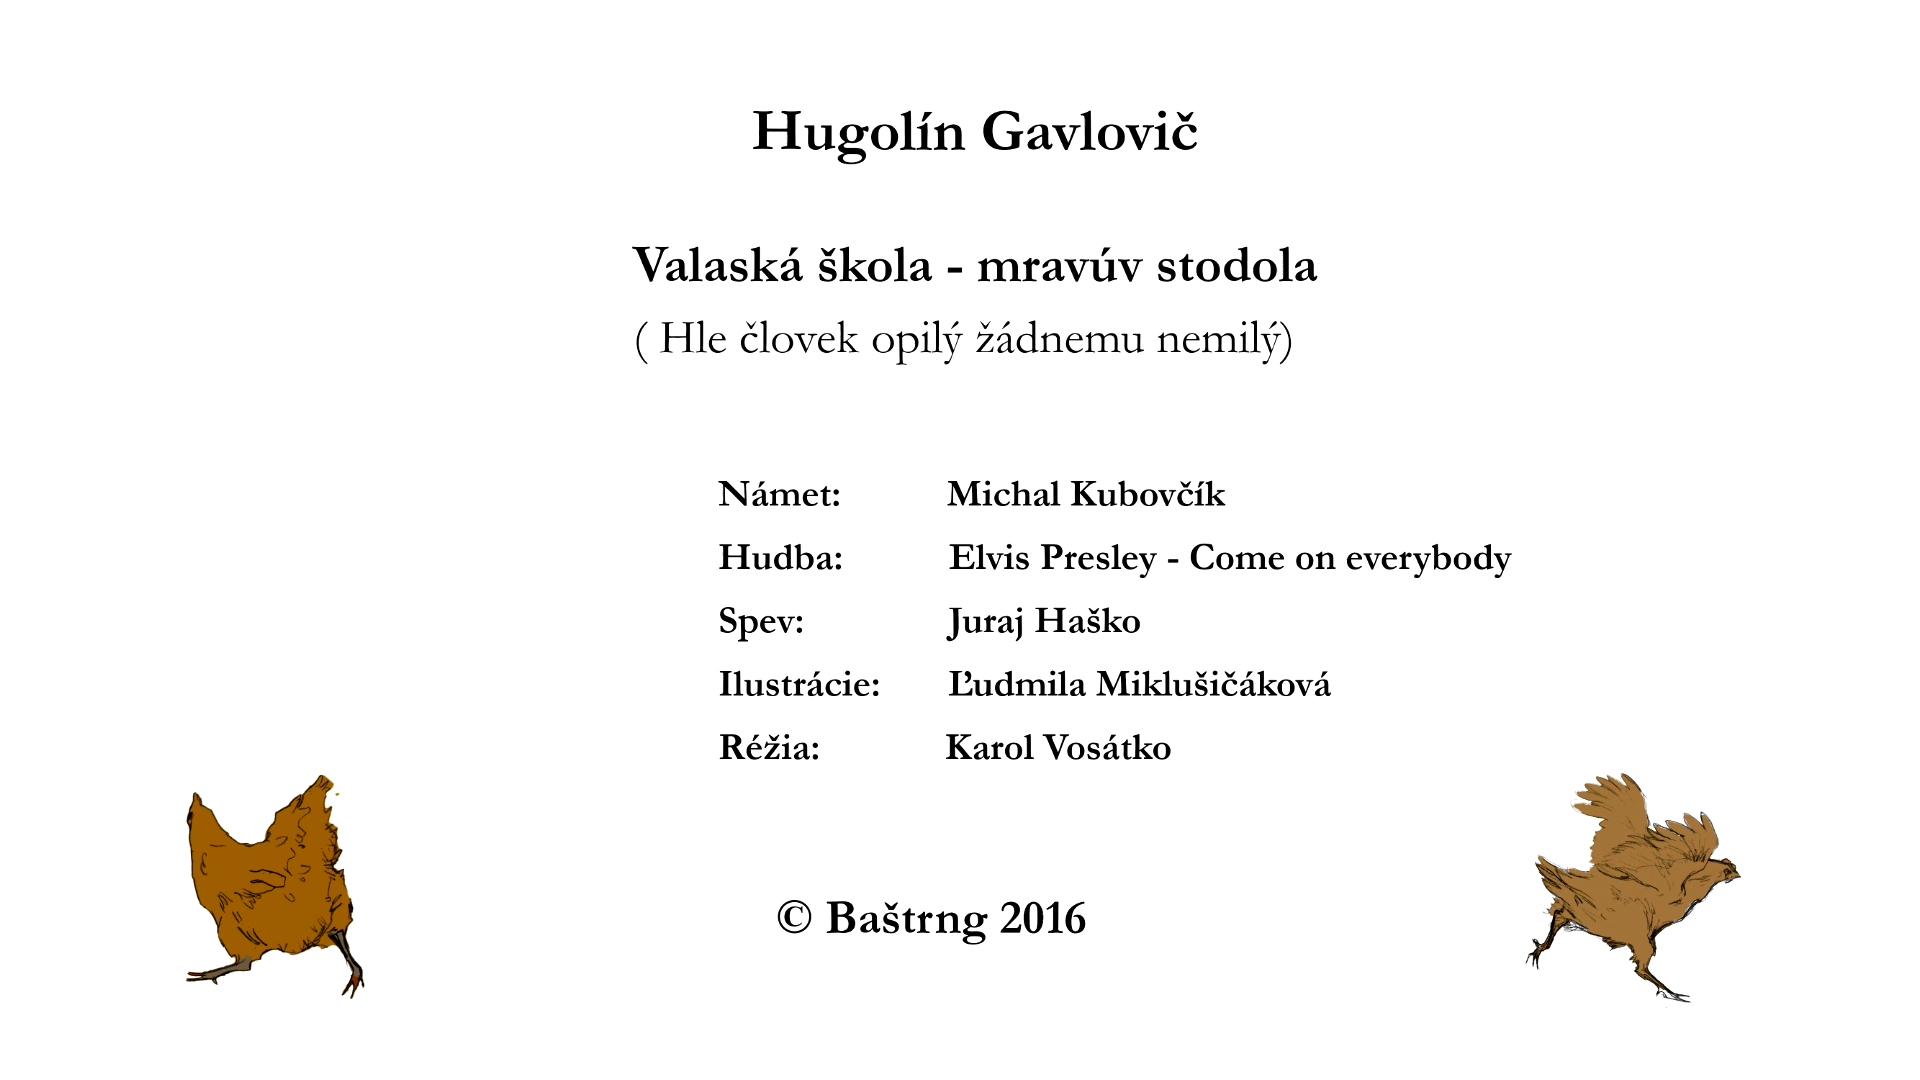 Hugolín Gavlovič
Valaská škola - mravúv stodola
( Hle človek opilý žádnemu nemilý)
Námet: Michal Kubovčík
Hudba: Elvis Presley - Come on everybody
Spev: Juraj Haško
Ilustrácie: Ľudmila Miklušičáková
Réžia: Karol Vosátko
© Baštrng 2016